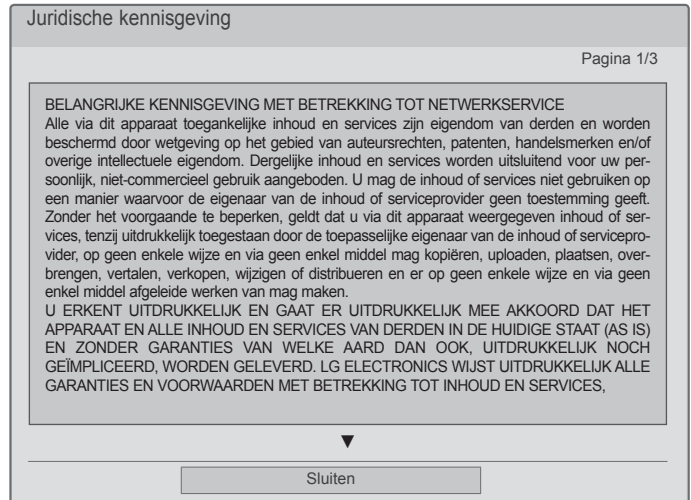 Juridische kennisgeving
Pagina 1/3
BELANGRIJKE KENNISGEVING MET BETREKKING TOT NETWERKSERVICE
Alle via dit apparaat toegankelijke inhoud en services zijn eigendom van derden en worden
beschermd door wetgeving op het gebied van auteursrechten, patenten, handelsmerken en/of
overige intellectuele eigendom. Dergelijke inhoud en services worden uitsluitend voor uw per-
soonlijk, niet-commercieel gebruik aangeboden. U mag de inhoud of services niet gebruiken op
een manier waarvoor de eigenaar van de inhoud of serviceprovider geen toestemming geeft.
Zonder het voorgaande te beperken, geldt dat u via dit apparaat weergegeven inhoud of ser-
vices, tenzij uitdrukkelijk toegestaan door de toepasselijke eigenaar van de inhoud of servicepro-
vider, op geen enkele wijze en via geen enkel middel mag kopiëren, uploaden, plaatsen, over-
brengen, vertalen, verkopen, wijzigen of distribueren en er op geen enkele wijze en via geen
enkel middel afgeleide werken van mag maken.
U ERKENT UITDRUKKELIJK EN GAAT ER UITDRUKKELIJK MEE AKKOORD DAT HET
APPARAAT EN ALLE INHOUD EN SERVICES VAN DERDEN IN DE HUIDIGE STAAT (AS IS)
EN ZONDER GARANTIES VAN WELKE AARD DAN OOK, UITDRUKKELIJK NOCH
GEÏMPLICEERD, WORDEN GELEVERD. LG ELECTRONICS WIJST UITDRUKKELIJK ALLE
GARANTIES EN VOORWAARDEN MET BETREKKING TOT INHOUD EN SERVICES,
▼
Sluiten